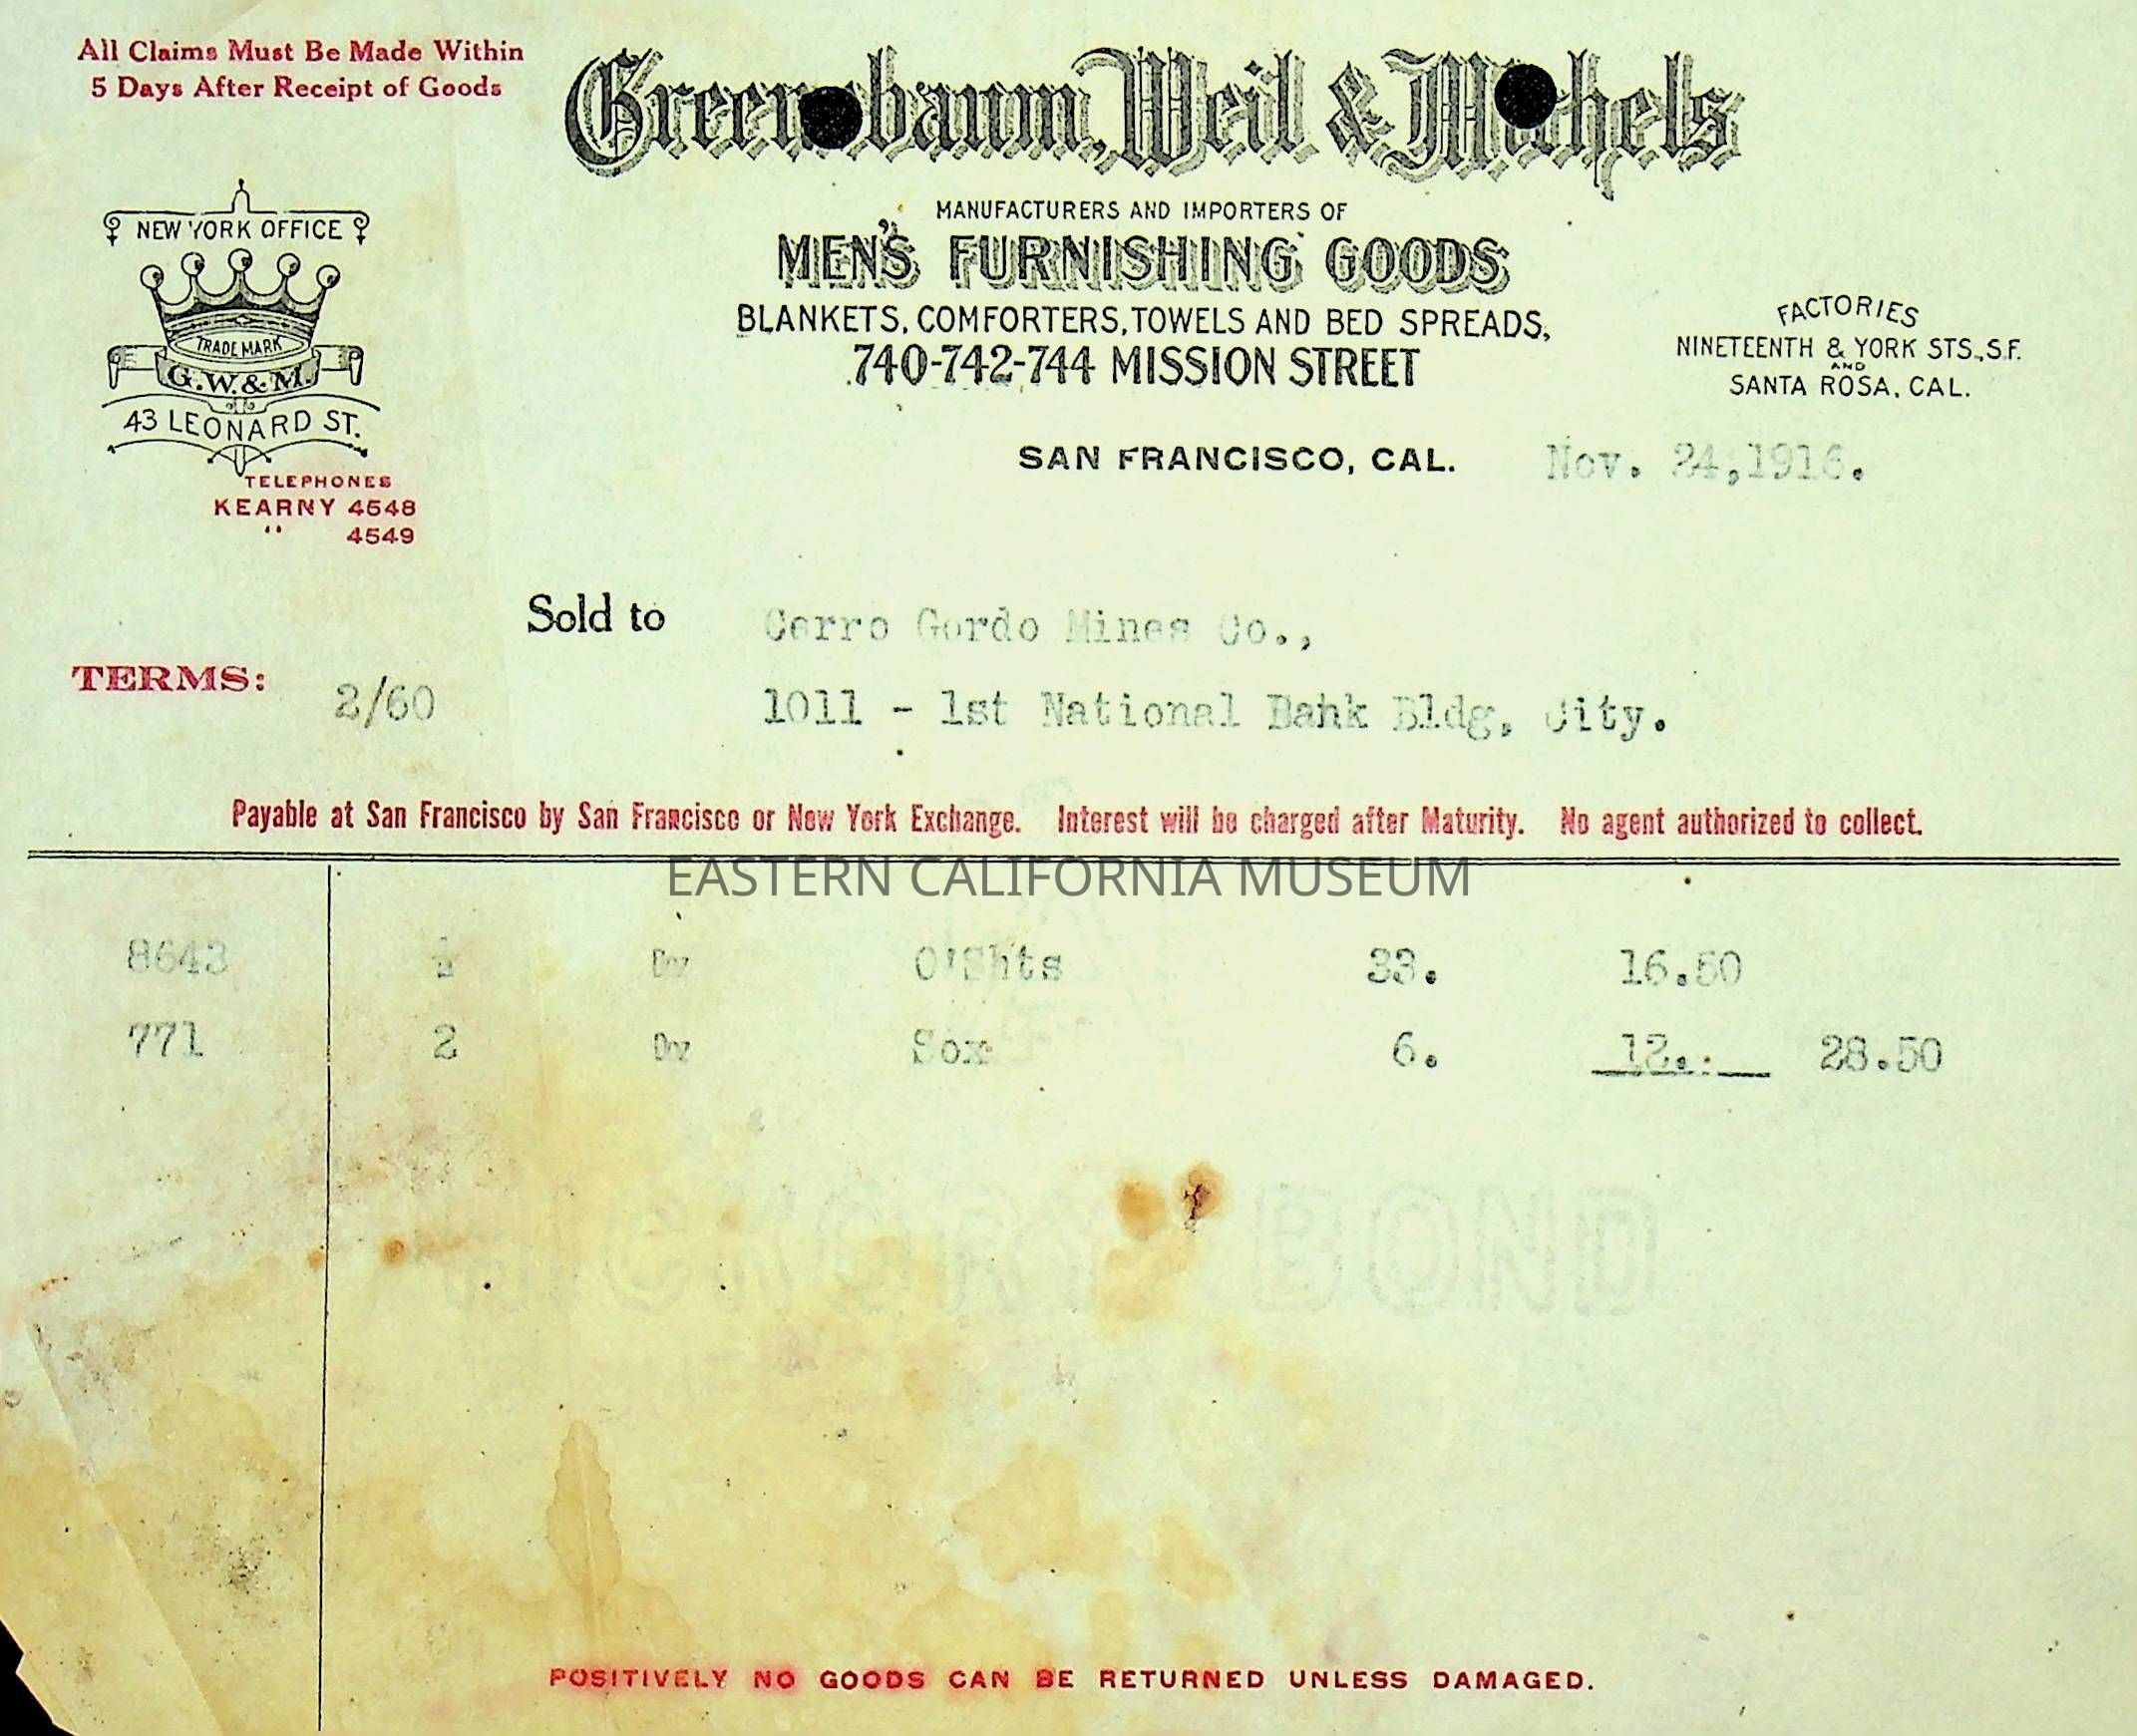 All Claims Must Be Made Within
5 Days After Receipt of Goods
Greenebaum, Weil & Michels
MANUFACTURERS AND IMPORTERS OF
MEN'S FURNISHING GOODS
BLANKETS, COMFORTERS, TOWELS AND BED SPREADS,
740-742-744 MISSION STREET
NEW YORK OFFICE
TRADE MARK
G.W.&M.
43 LEONARD ST.
TELEPHONES
KEARNY 4548
" 4549
FACTORIES
NINETEENTH & YORK STS., S.F.
AND
SANTA ROSA, CAL.
SAN FRANCISCO, CAL. Nov. 24, 1916.
Sold to Cerro Gordo Mines Co.,
TERMS: 2/60
1011 - 1st National Bank Bldg, City.
Payable at San Francisco by San Francisco or New York Exchange. Interest will be charged after Maturity. No agent authorized to collect.
EASTERN CALIFORNIA MUSEUM
8643 ½ Doz O'Shts 33. 16.50
771 2 Doz Sox 6. 12. 28.50
BOND
POSITIVELY NO GOODS CAN BE RETURNED UNLESS DAMAGED.